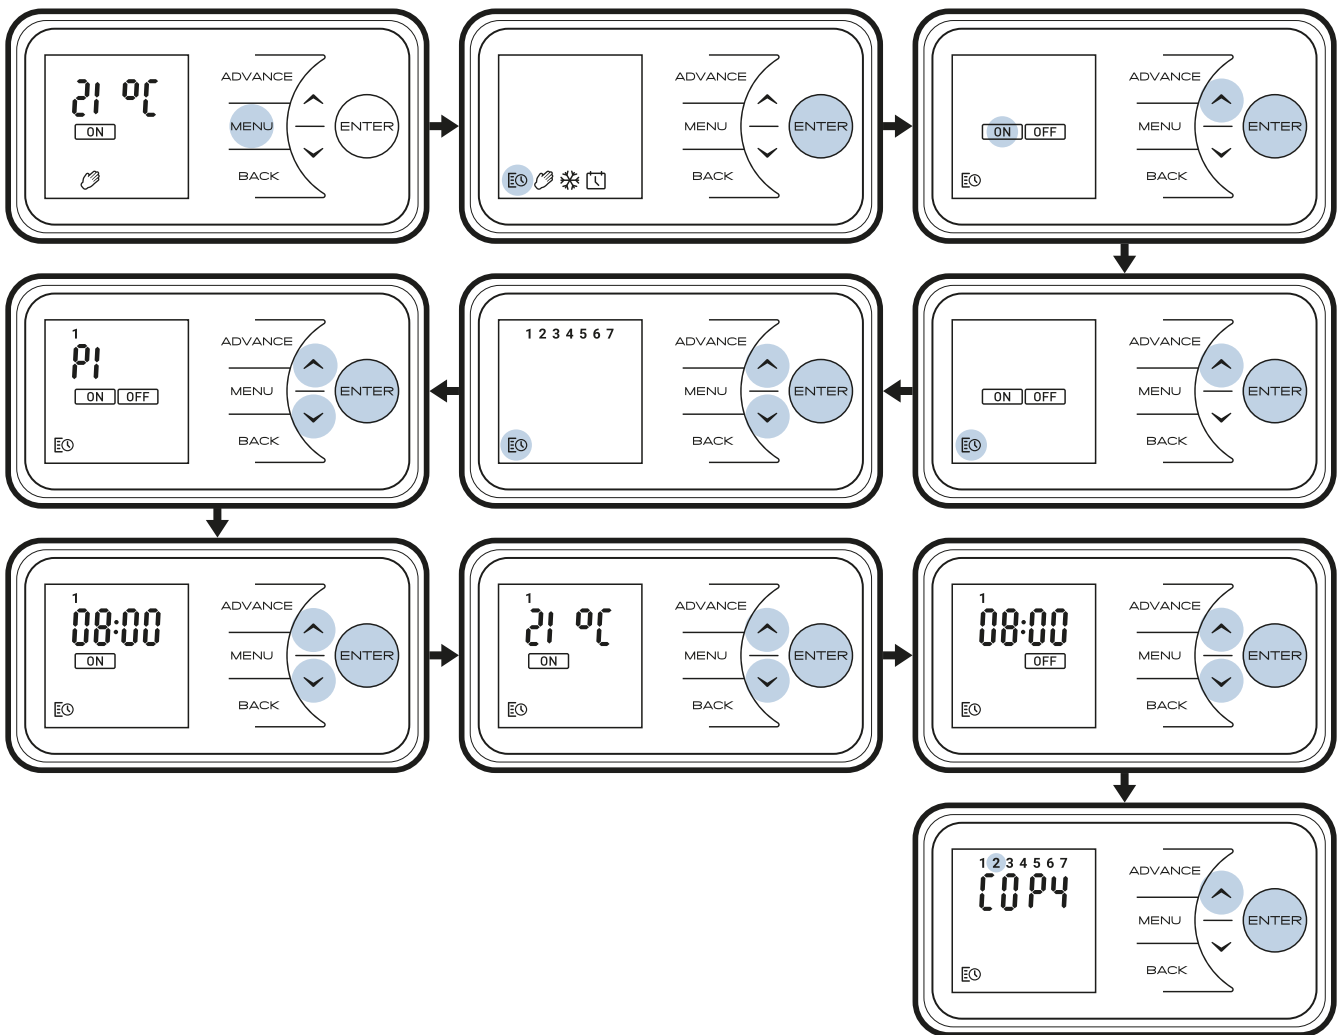 21 °C
ON
ADVANCE
MENU
BACK
ENTER
ADVANCE
MENU
BACK
ENTER
ON OFF
ADVANCE
MENU
BACK
ENTER
1
P1
ON OFF
ADVANCE
MENU
BACK
ENTER
1 2 3 4 5 6 7
ADVANCE
MENU
BACK
ENTER
ON OFF
ADVANCE
MENU
BACK
ENTER
1
08:00
ON
ADVANCE
MENU
BACK
ENTER
1
21 °C
ON
ADVANCE
MENU
BACK
ENTER
1
08:00
OFF
ADVANCE
MENU
BACK
ENTER
1 2 3 4 5 6 7
COPY
ADVANCE
MENU
BACK
ENTER